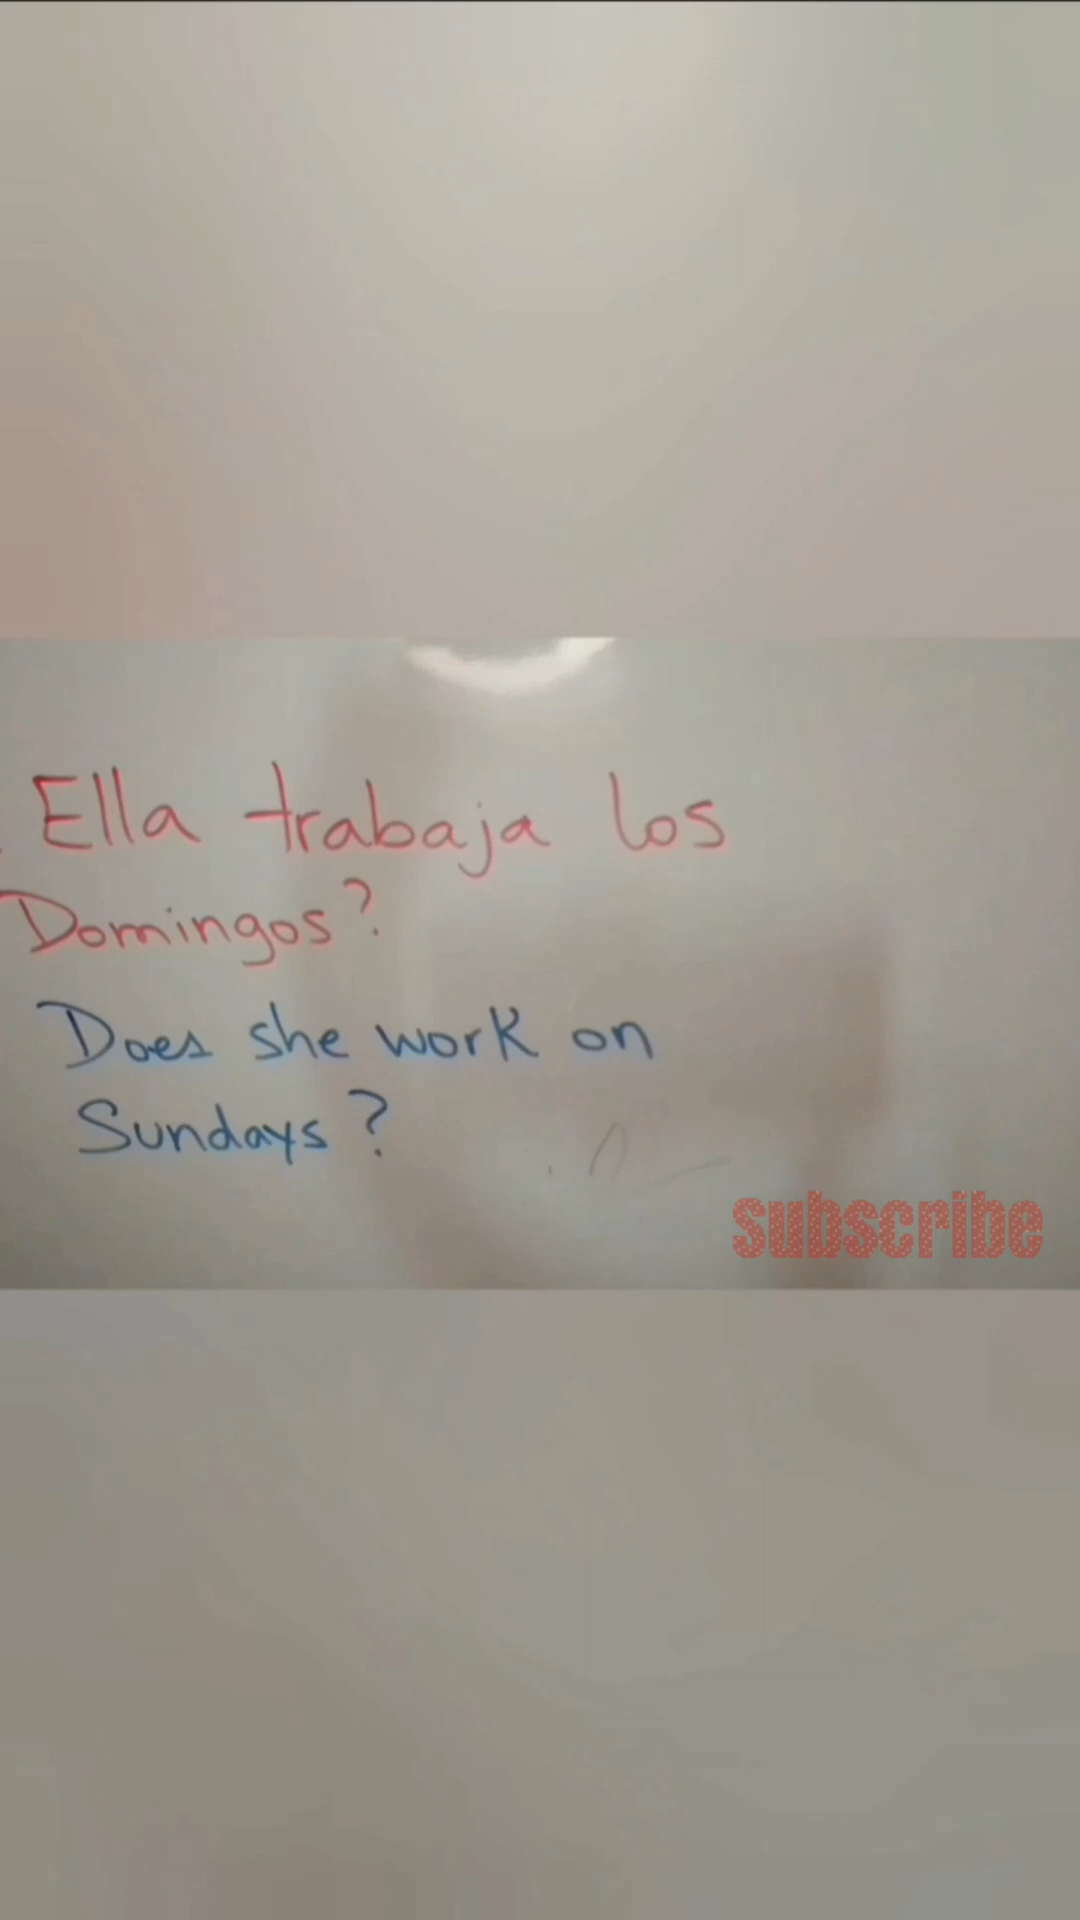 Ella trabaja los
Domingos?
Does she work on
Sundays?
Subscribe